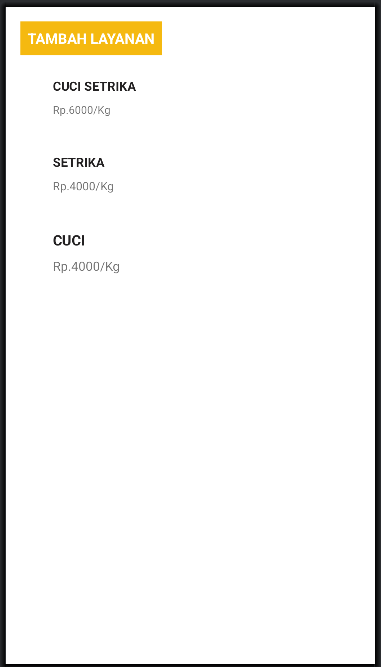 TAMBAH LAYANAN
CUCI SETRIKA
Rp.6000/Kg
SETRIKA
Rp.4000/Kg
CUCI
Rp.4000/Kg